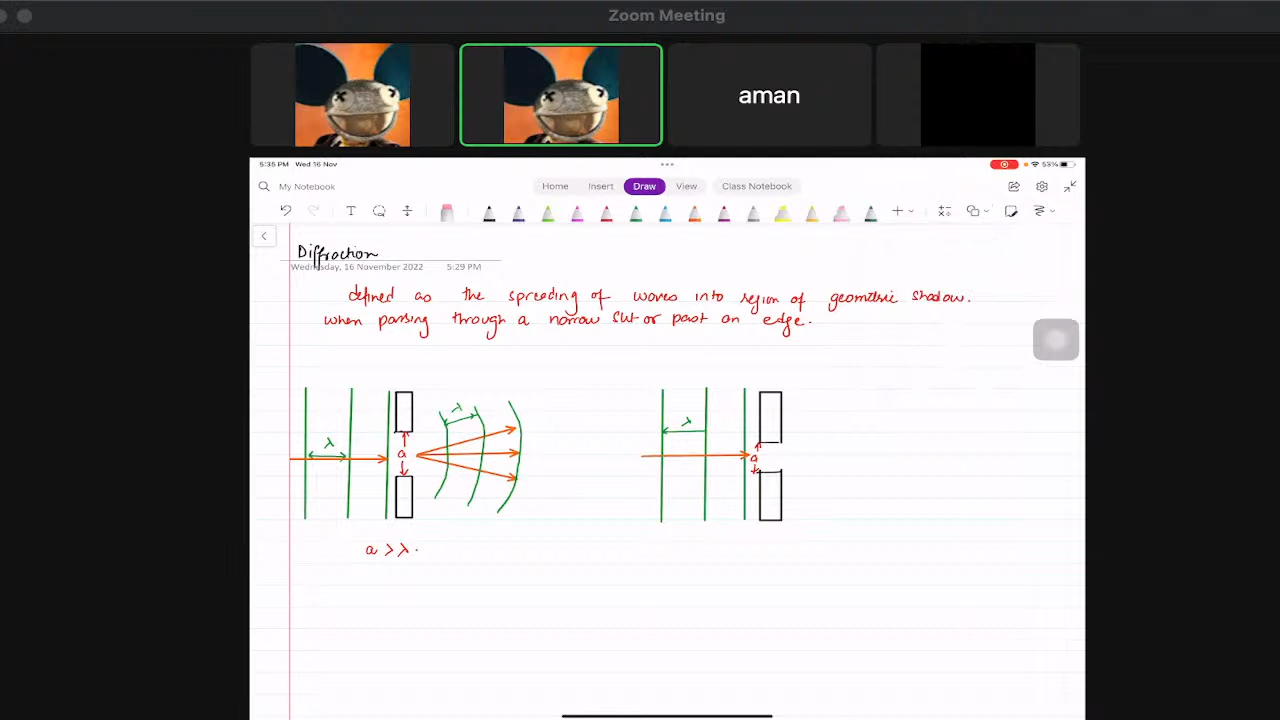 Zoom Meeting
aman
5:35 PM Wed 16 Nov
53%
My Notebook
Home Insert Draw View Class Notebook
T
Diffraction
Wednesday, 16 November 2022 5:29 PM
defined as the spreading of waves into region of geometric shadow.
when passing through a narrow slit or past an edge.
λ
λ
λ
a
a
a > λ.